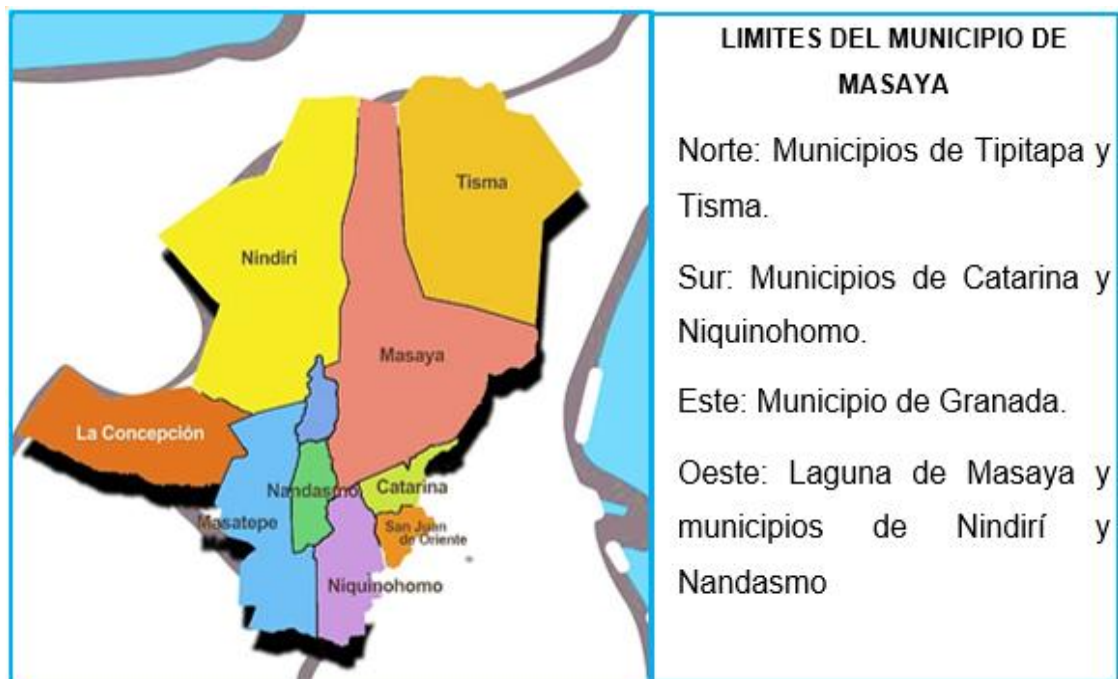 Tisma
Nindiri
Masaya
La Concepción
Nandasmo
Catarina
Masatepe
San Juan
de Oriente
Niquinohomo
LIMITES DEL MUNICIPIO DE
MASAYA
Norte: Municipios de Tipitapa y
Tisma.
Sur: Municipios de Catarina y
Niquinohomo.
Este: Municipio de Granada.
Oeste: Laguna de Masaya y
municipios de Nindirí y
Nandasmo